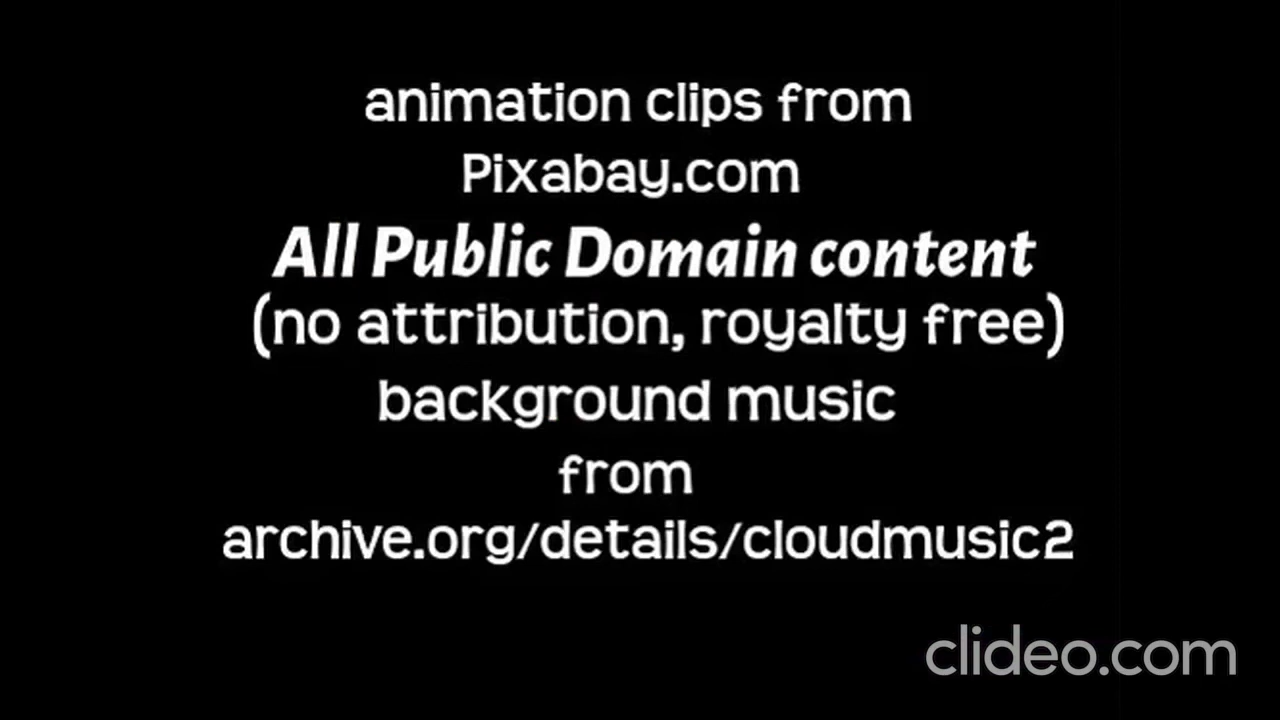 animation clips from
Pixabay.com
All Public Domain content
(no attribution, royalty free)
background music
from
archive.org/details/cloudmusic2
clideo.com